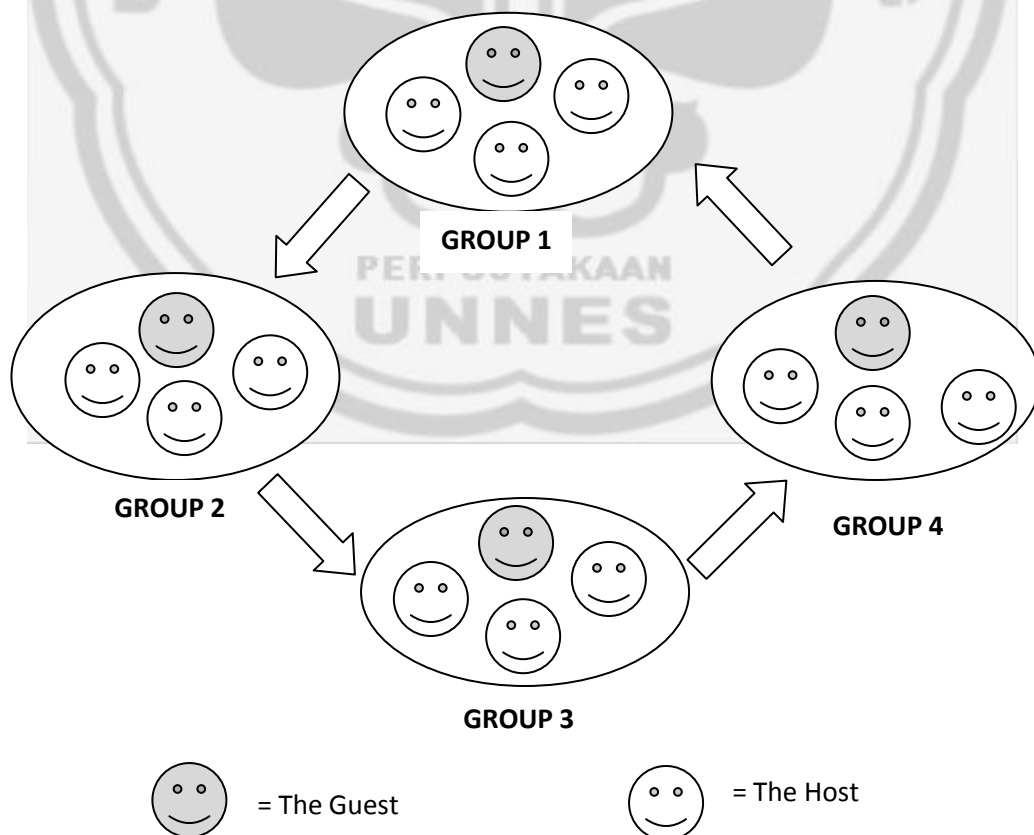 GROUP 1
PERPUSTAKAAN
UNNES
GROUP 2
GROUP 4
GROUP 3
= The Guest
= The Host